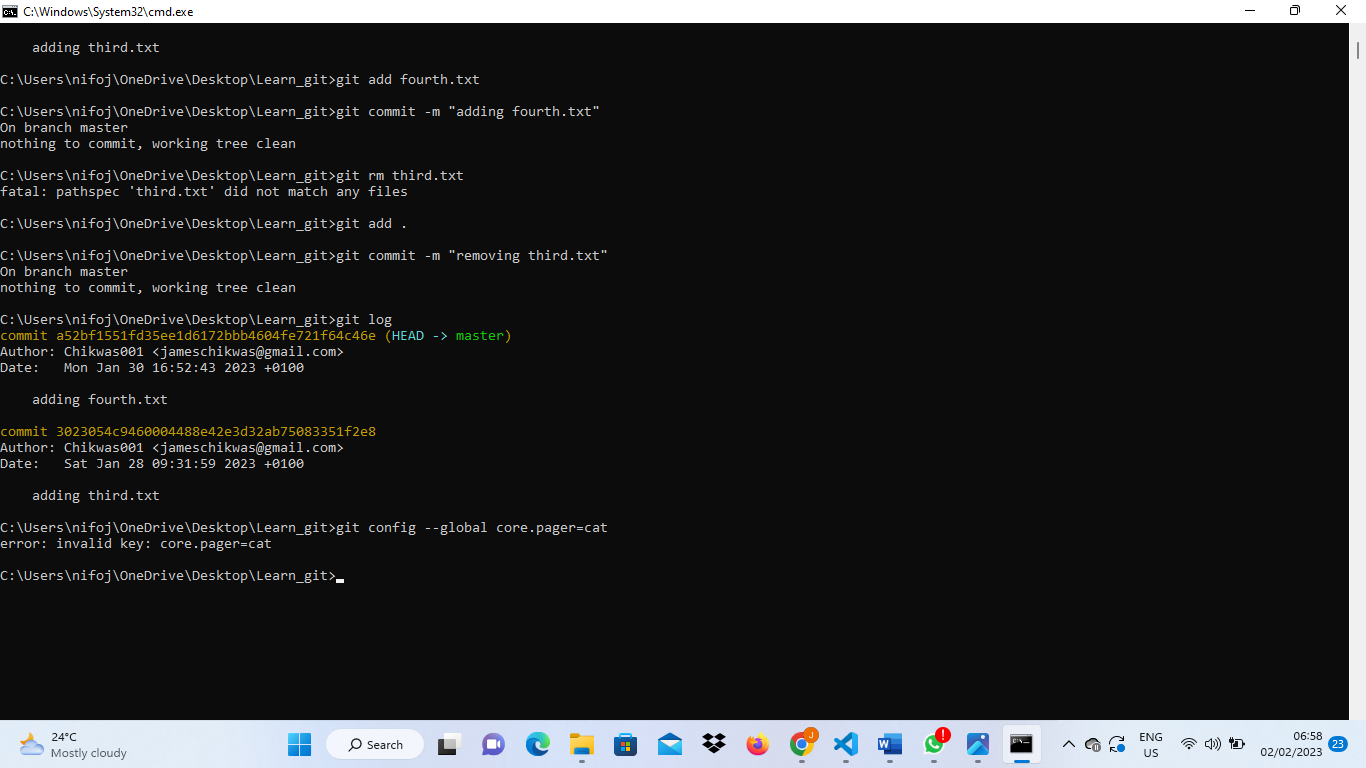 C:\Windows\System32\cmd.exe
    adding third.txt
C:\Users\nifoj\OneDrive\Desktop\Learn_git>git add fourth.txt
C:\Users\nifoj\OneDrive\Desktop\Learn_git>git commit -m "adding fourth.txt"
On branch master
nothing to commit, working tree clean
C:\Users\nifoj\OneDrive\Desktop\Learn_git>git rm third.txt
fatal: pathspec 'third.txt' did not match any files
C:\Users\nifoj\OneDrive\Desktop\Learn_git>git add .
C:\Users\nifoj\OneDrive\Desktop\Learn_git>git commit -m "removing third.txt"
On branch master
nothing to commit, working tree clean
C:\Users\nifoj\OneDrive\Desktop\Learn_git>git log
commit a52bf1551fd35ee1d6172bbb4604fe721f64c46e (HEAD -> master)
Author: Chikwas001 <jameschikwas@gmail.com>
Date:   Mon Jan 30 16:52:43 2023 +0100
    adding fourth.txt
commit 3023054c9460004488e42e3d32ab75083351f2e8
Author: Chikwas001 <jameschikwas@gmail.com>
Date:   Sat Jan 28 09:31:59 2023 +0100
    adding third.txt
C:\Users\nifoj\OneDrive\Desktop\Learn_git>git config --global core.pager=cat
error: invalid key: core.pager=cat
C:\Users\nifoj\OneDrive\Desktop\Learn_git>
24°C
Mostly cloudy
Search
J
ENG
US
06:58
02/02/2023
23